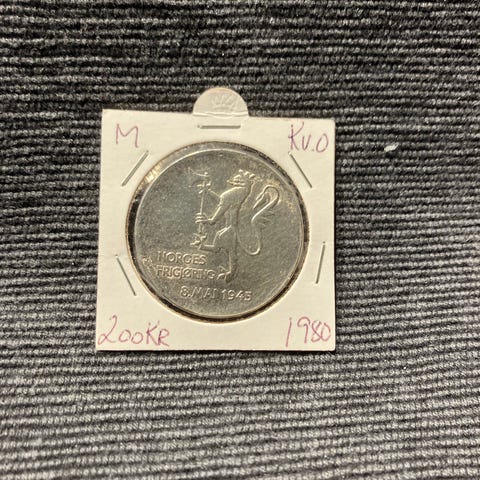 M
Kv.0
NORGES
FRIGJØRING
8. MAI 1945
200KR
1980